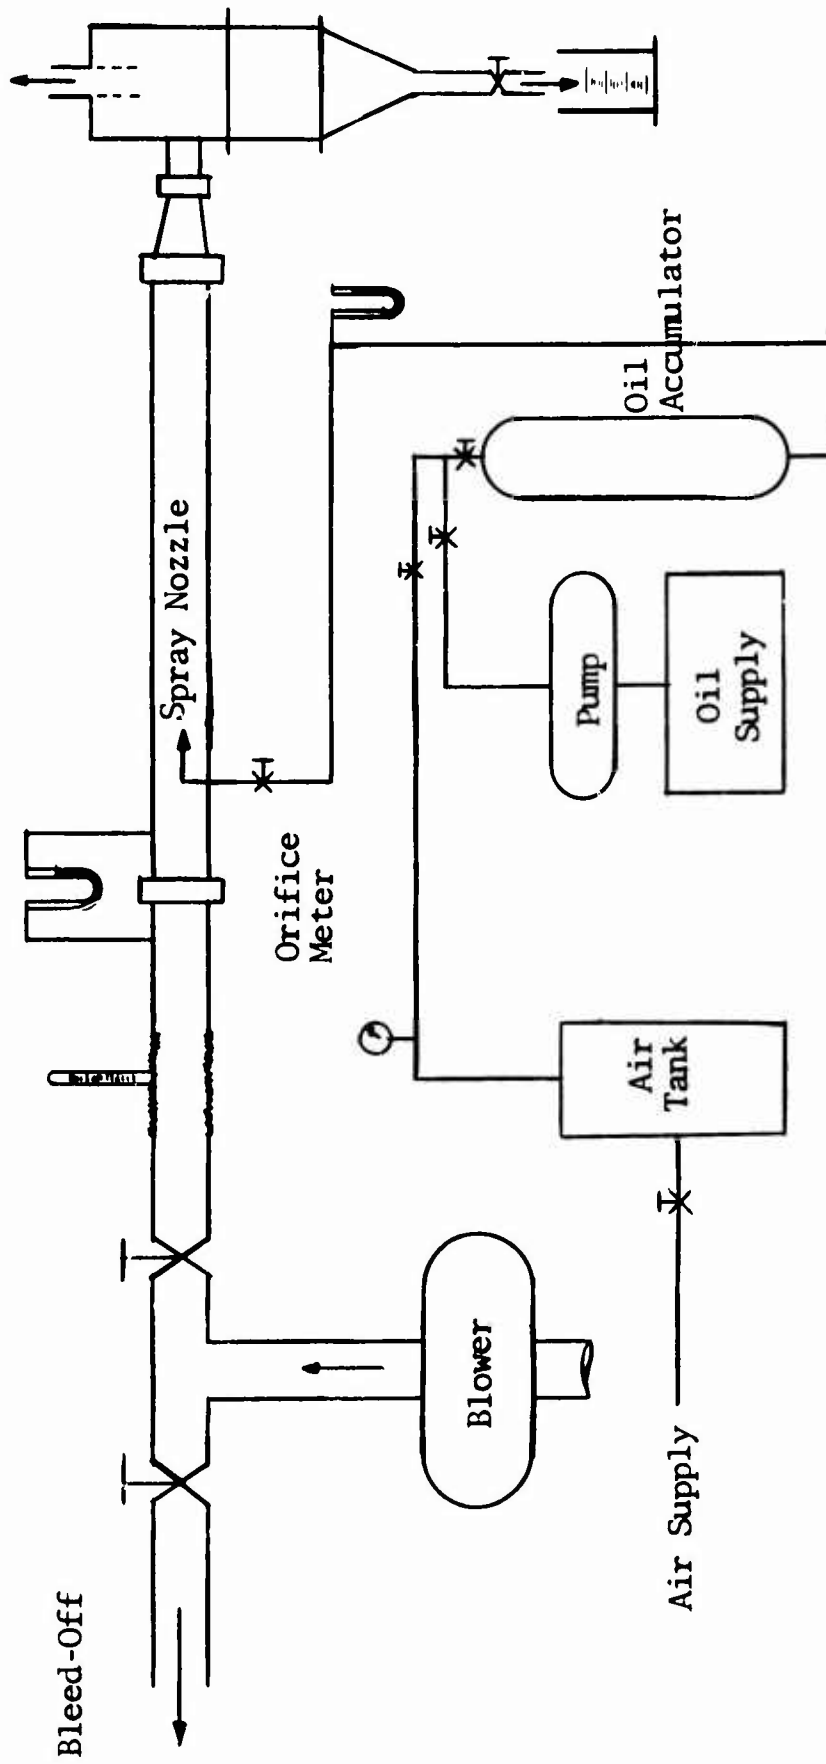 Bleed-Off
Spray Nozzle
Orifice
Meter
Oil
Accumulator
Blower
Pump
Air
Tank
Oil
Supply
Air Supply